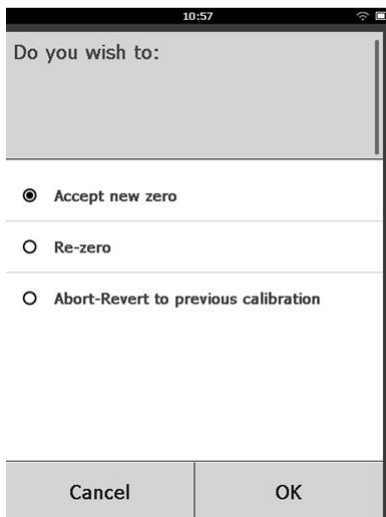 10:57
Do you wish to:
Accept new zero
Re-zero
Abort-Revert to previous calibration
Cancel
OK